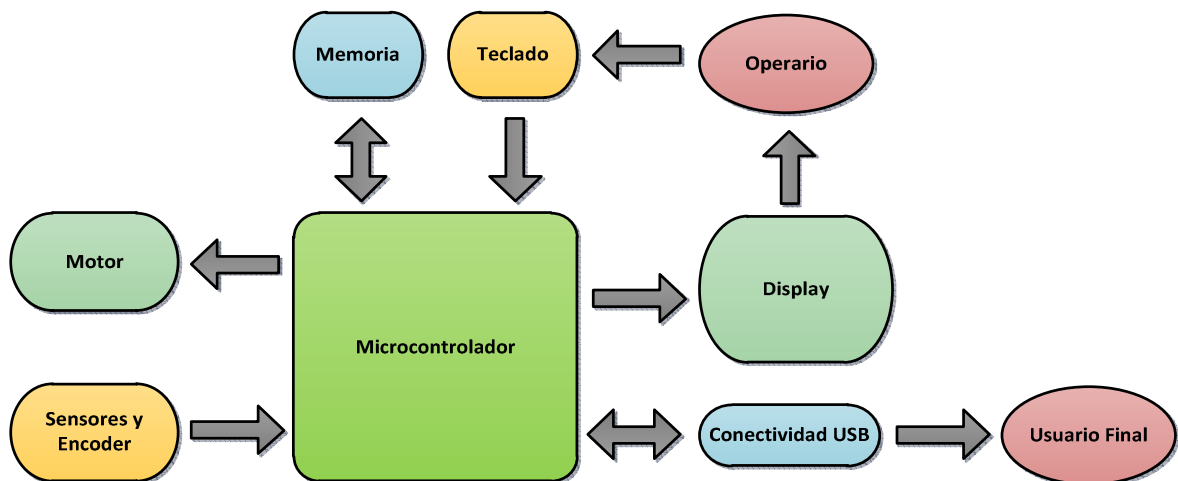 Memoria
Teclado
Operario
Motor
Display
Microcontrolador
Sensores y
Encoder
Conectividad USB
Usuario Final